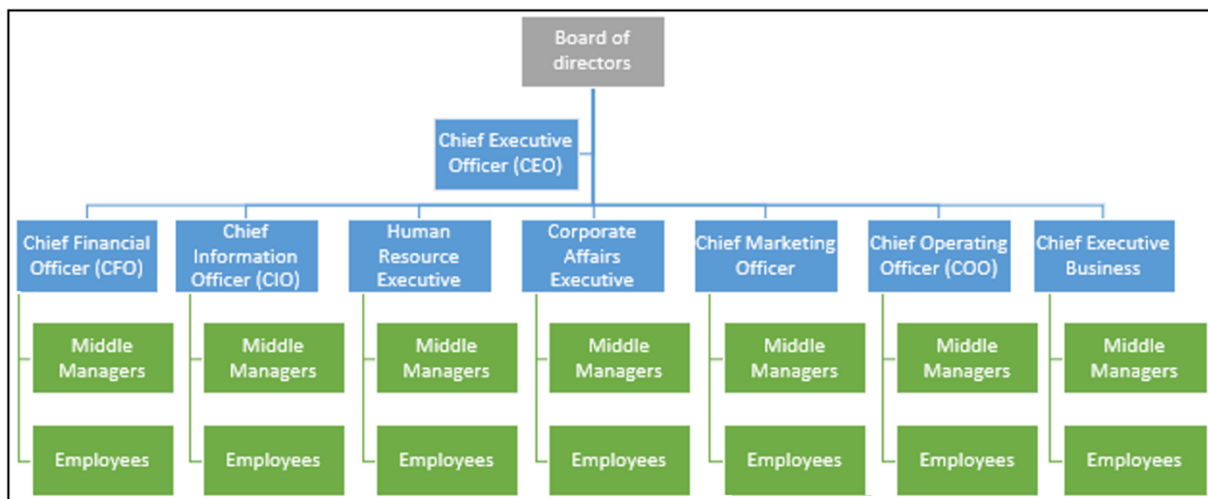 Board of
directors
Chief Executive
Officer (CEO)
Chief Financial
Officer (CFO)
Chief
Information
Officer (CIO)
Human
Resource
Executive
Corporate
Affairs
Executive
Chief Marketing
Officer
Chief Operating
Officer (COO)
Chief Executive
Business
Middle
Managers
Middle
Managers
Middle
Managers
Middle
Managers
Middle
Managers
Middle
Managers
Middle
Managers
Employees
Employees
Employees
Employees
Employees
Employees
Employees